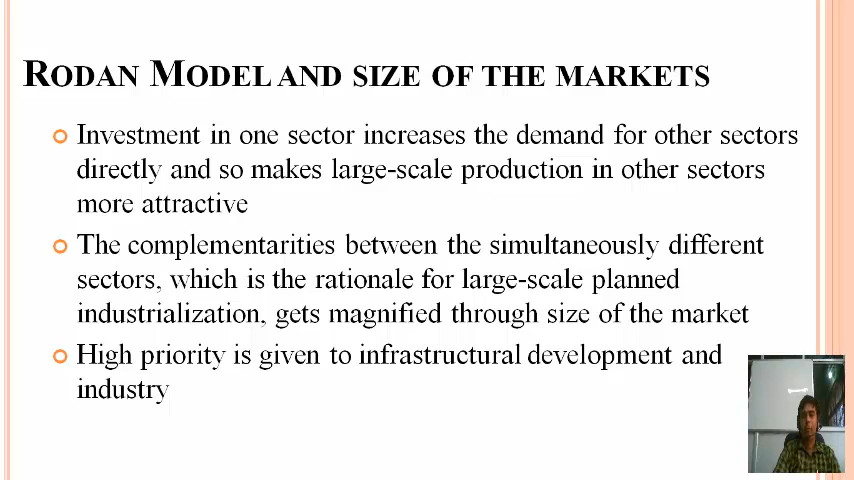 RODAN MODEL AND SIZE OF THE MARKETS
Investment in one sector increases the demand for other sectors
directly and so makes large-scale production in other sectors
more attractive
The complementarities between the simultaneously different
sectors, which is the rationale for large-scale planned
industrialization, gets magnified through size of the market
High priority is given to infrastructural development and
industry